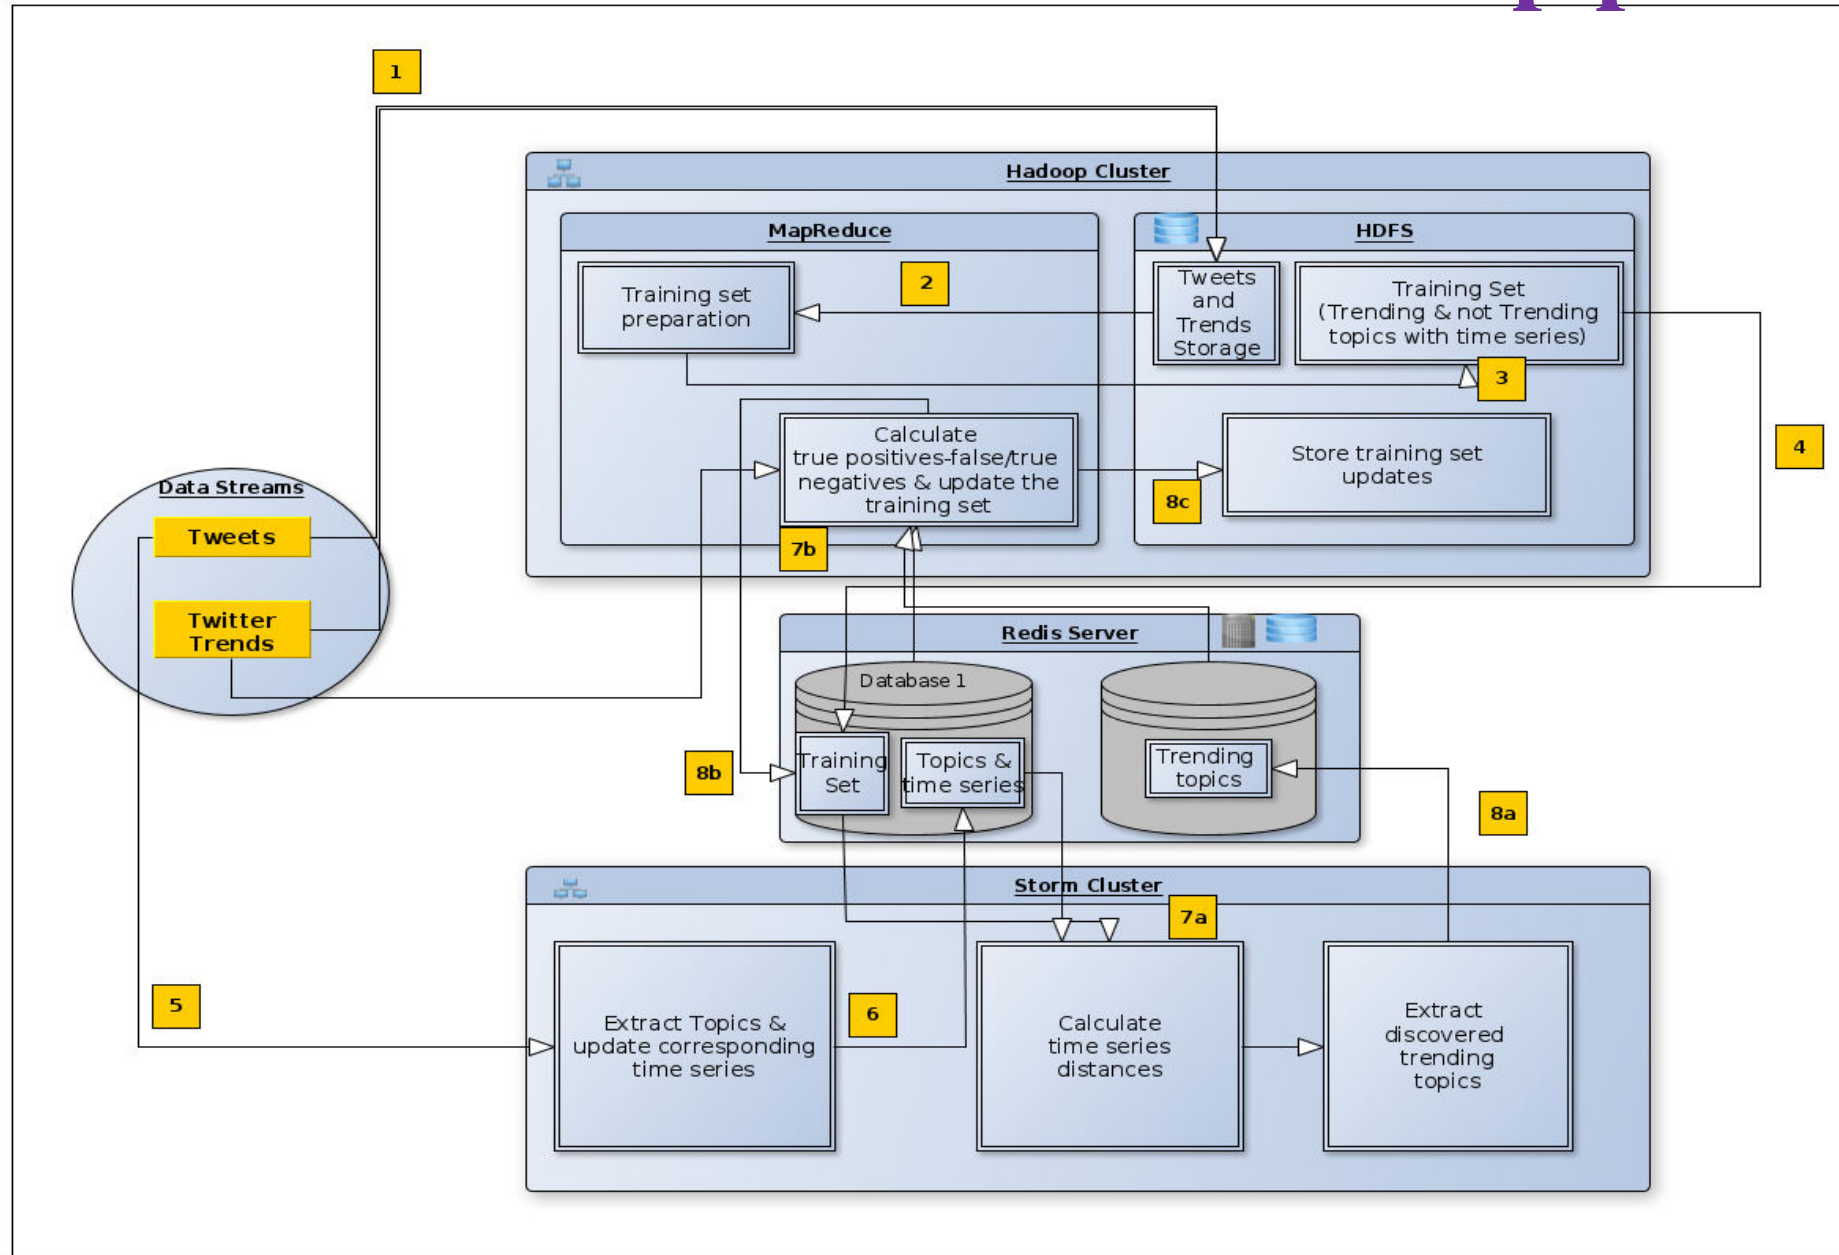 1
Hadoop Cluster
MapReduce
HDFS
Training set
preparation
2
Tweets
and
Trends
Storage
Training Set
(Trending & not Trending
topics with time series)
3
4
Calculate
true positives-false/true
negatives & update the
training set
8c
Store training set
updates
7b
Data Streams
Tweets
Twitter
Trends
Redis Server
Database 1
Training
Set
Topics &
time series
Trending
topics
8b
8a
Storm Cluster
7a
5
Extract Topics &
update corresponding
time series
6
Calculate
time series
distances
Extract
discovered
trending
topics